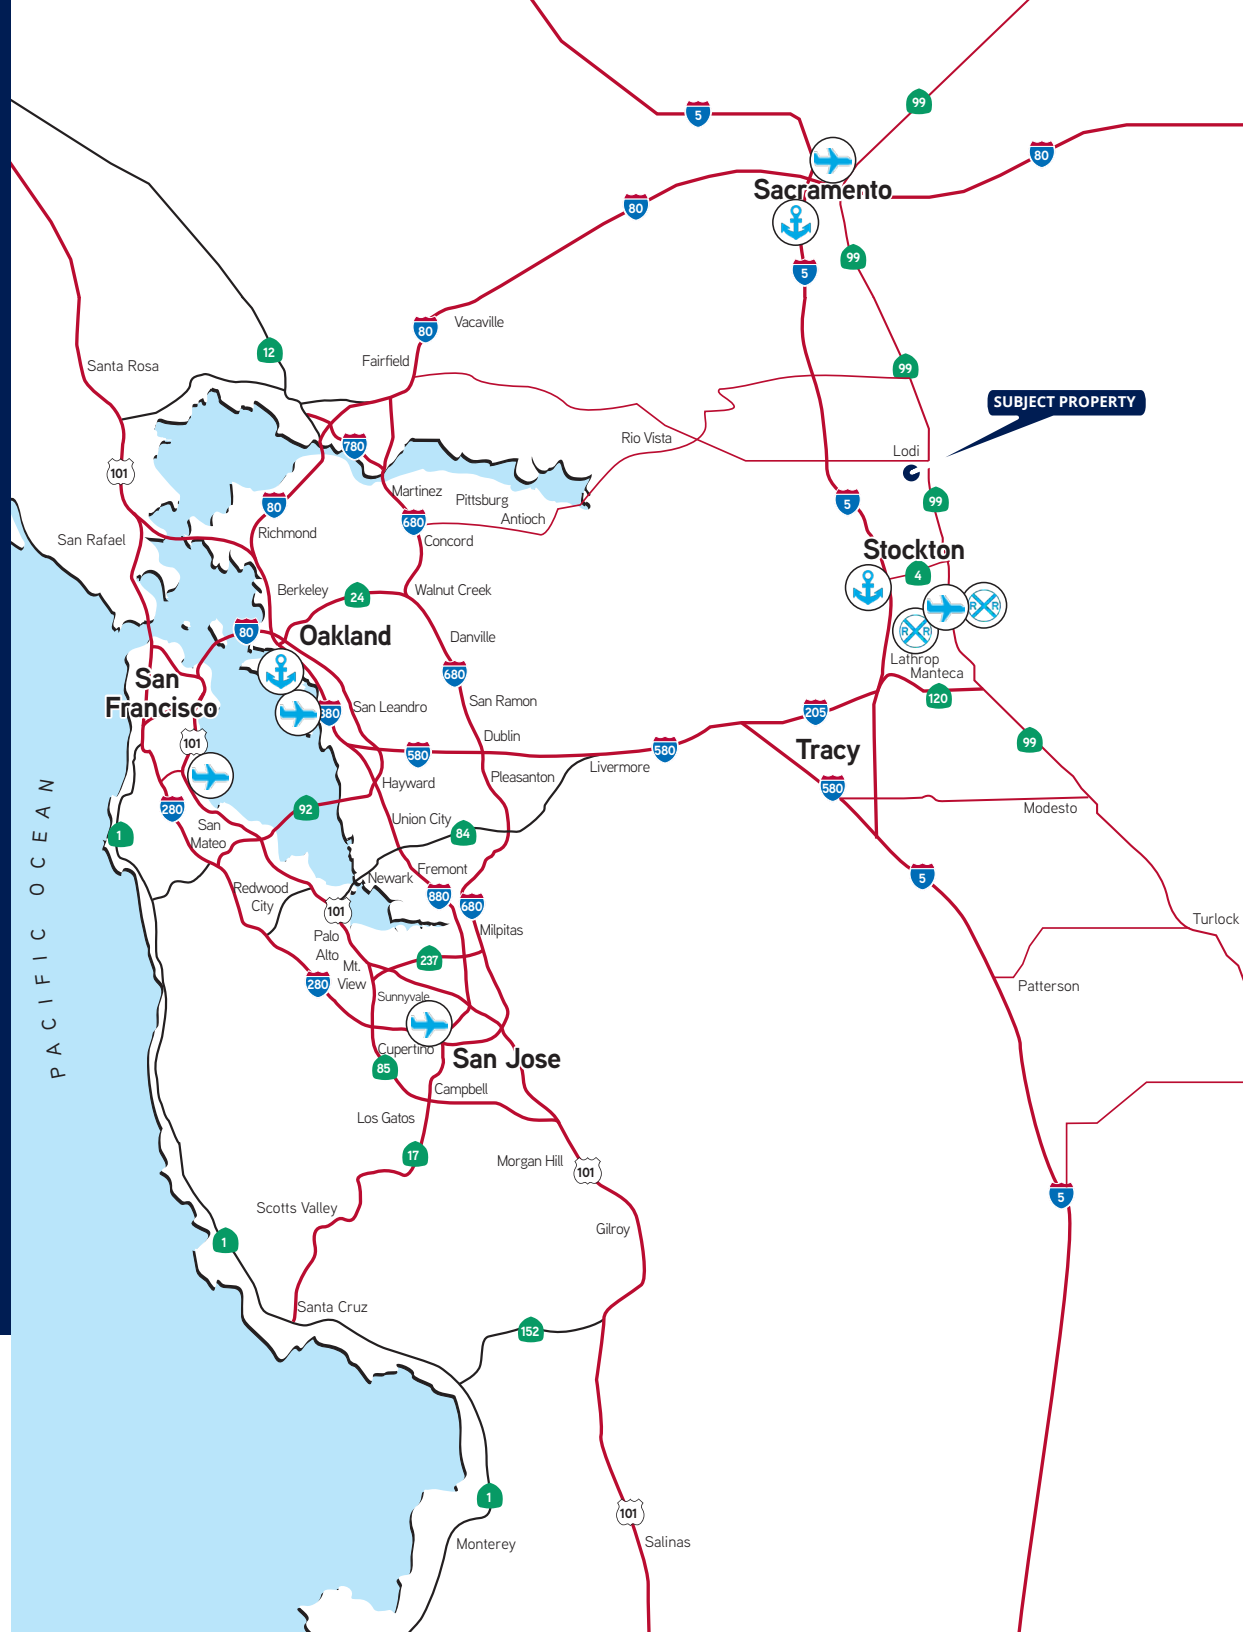 99
5
80
80
Sacramento
99
5
80
Vacaville
12
Fairfield
Santa Rosa
99
SUBJECT PROPERTY
Rio Vista
Lodi
780
101
Martinez
Pittsburg
80
680
Antioch
5
99
Richmond
San Rafael
Concord
Stockton
4
Berkeley
24
Walnut Creek
R R
R R
80
Oakland
Danville
Lathrop
Manteca
680
120
San
Francisco
San Ramon
880
San Leandro
205
Dublin
101
580
580
Tracy
99
Livermore
Pleasanton
Hayward
580
280
92
Modesto
San
Mateo
Union City
84
1
Fremont
Newark
5
Redwood
City
880
680
101
Turlock
Palo
Alto
Milpitas
237
Mt.
View
280
Sunnyvale
Patterson
PACIFIC OCEAN
Cupertino
San Jose
85
Campbell
Los Gatos
17
Morgan Hill
101
5
Scotts Valley
Gilroy
1
Santa Cruz
152
1
101
Monterey
Salinas